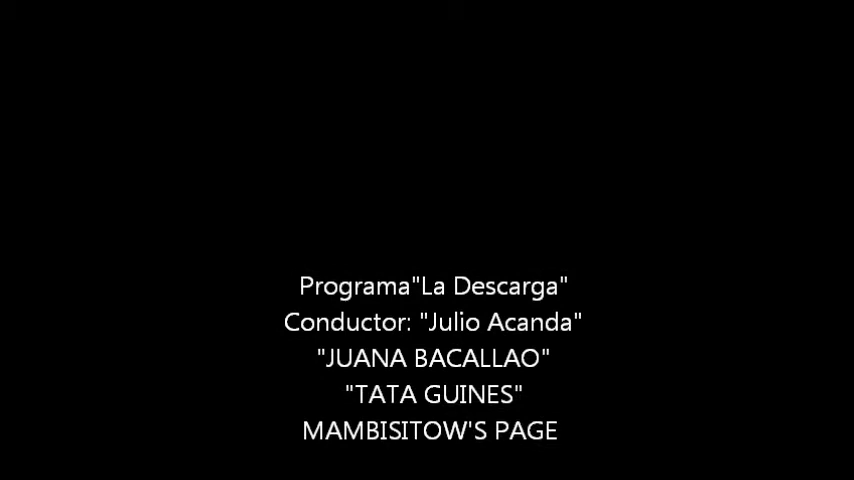 Programa"La Descarga"
Conductor: "Julio Acanda"
"JUANA BACALLAO"
"TATA GUINES"
MAMBISITOW'S PAGE